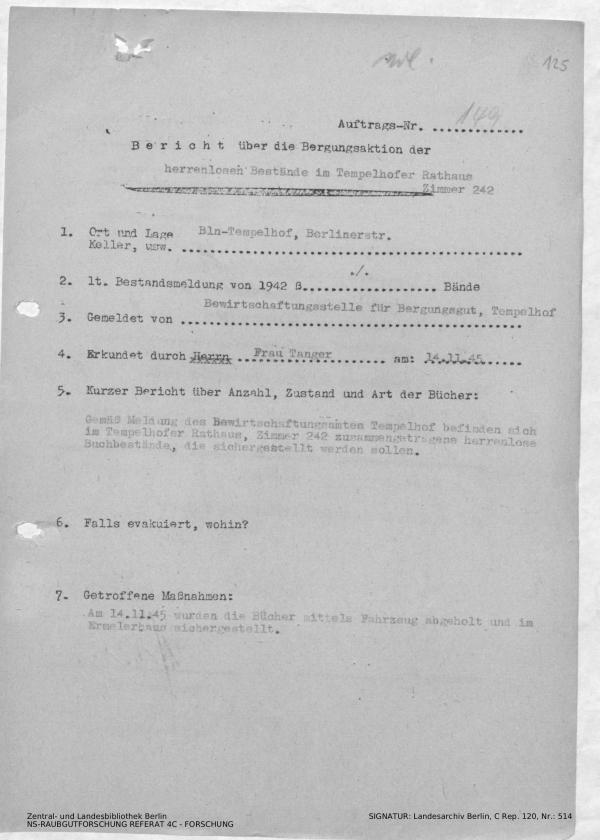 125
Auftrags-Nr. 149
Bericht über die Bergungsaktion der
herrenlosen Bestände im Tempelhofer Rathaus
Zimmer 242
1. Ort und Lage Bln-Tempelhof, Berlinerstr.
Keller, usw. ........................................
2. lt. Bestandsmeldung von 1942 ß......./........... Bände
Bewirtschaftungsstelle für Bergungsgut, Tempelhof
3. Gemeldet von ........................................
4. Erkundet durch Herrn Frau Tanger ....... am: 14.11.45.....
5. Kurzer Bericht über Anzahl, Zustand und Art der Bücher:
Gemäß Meldung des Bewirtschaftungsamtes Tempelhof befinden sich
im Tempelhofer Rathaus, Zimmer 242 zusammengetragene herrenlose
Buchbestände, die sichergestellt werden sollen.
6. Falls evakuiert, wohin?
7. Getroffene Maßnahmen:
Am 14.11.45 wurden die Bücher mittels Fahrzeug abgeholt und im
Ermelerhaus sichergestellt.
Zentral- und Landesbibliothek Berlin
NS-RAUBGUTFORSCHUNG REFERAT 4C - FORSCHUNG
SIGNATUR: Landesarchiv Berlin, C Rep. 120, Nr.: 514